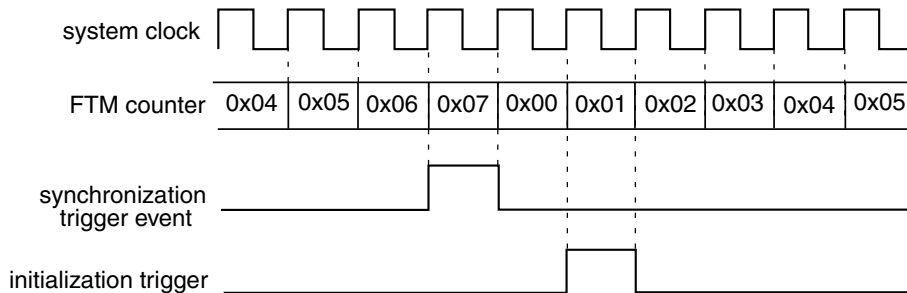 system clock
FTM counter
0x04 0x05 0x06 0x07 0x00 0x01 0x02 0x03 0x04 0x05
synchronization
trigger event
initialization trigger